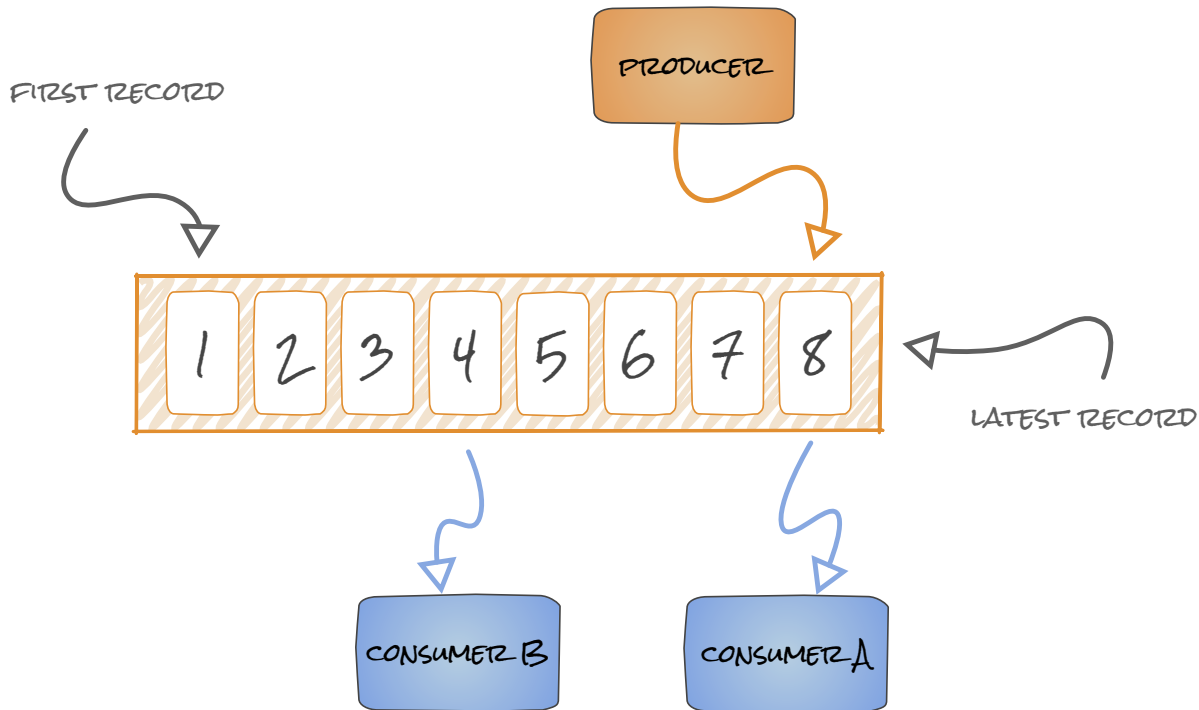 PRODUCER
FIRST RECORD
1 2 3 4 5 6 7 8
LATEST RECORD
CONSUMER B
CONSUMER A